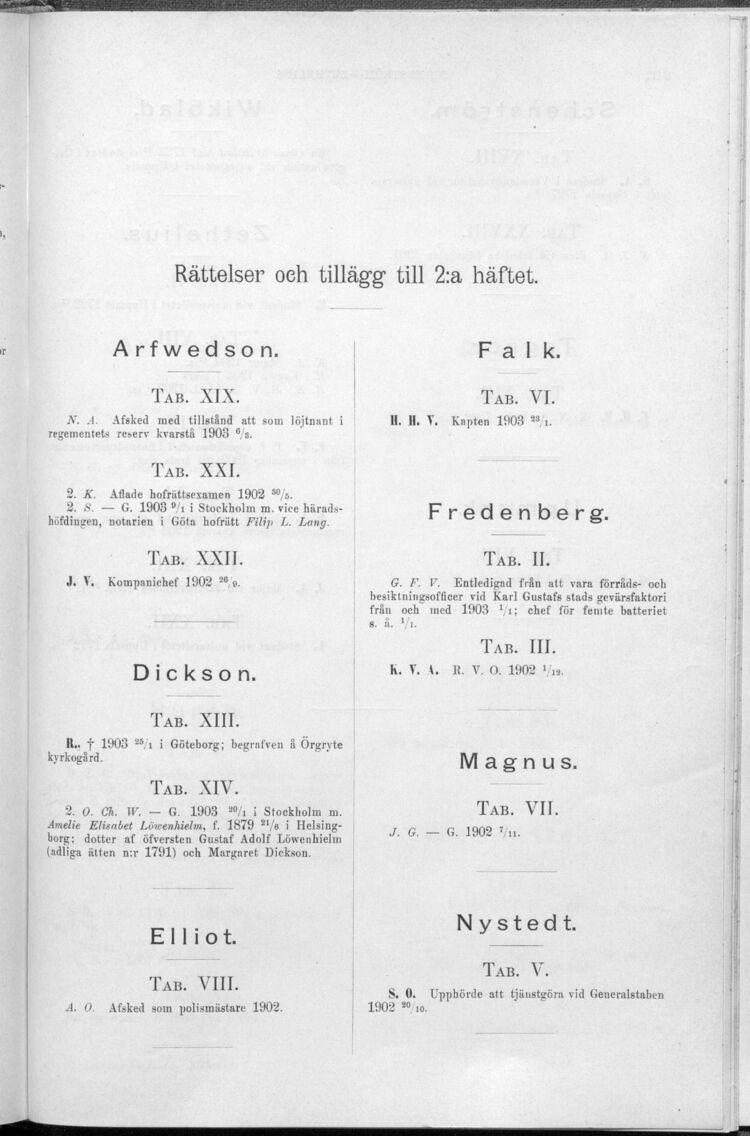 Rättelser och tillägg till 2:a häftet.
Arfwedson.
TAB. XIX.
N. A. Afsked med tillstånd att som löjtnant i
regementets reserv kvarstå 1903 6/3.
TAB. XXI.
2. K. Aflade hofrättsexamen 1902 30/5.
2. S. — G. 1903 9/1 i Stockholm m. vice härads-
höfdingen, notarien i Göta hofrätt Filip L. Lang.
TAB. XXII.
J. V. Kompanichef 1902 26/9.
Dickson.
TAB. XIII.
R.. † 1903 25/1 i Göteborg; begrafven å Örgryte
kyrkogård.
TAB. XIV.
2. O. Ch. W. — G. 1903 20/1 i Stockholm m.
Amelie Elisabet Löwenhielm, f. 1879 21/6 i Helsing-
borg; dotter af öfversten Gustaf Adolf Löwenhielm
(adliga ätten n:r 1791) och Margaret Dickson.
Elliot.
TAB. VIII.
A. O. Afsked som polismästare 1902.
Falk.
TAB. VI.
H. H. V. Kapten 1903 23/1.
Fredenberg.
TAB. II.
G. F. V. Entledigad från att vara förråds- och
besiktningsofficer vid Karl Gustafs stads gevärsfaktori
från och med 1903 1/1; chef för femte batteriet
s. å. 1/1.
TAB. III.
K. V. A. R. V. O. 1902 1/12.
Magnus.
TAB. VII.
J. G. — G. 1902 7/11.
Nystedt.
TAB. V.
S. O. Upphörde att tjänstgöra vid Generalstaben
1902 20/10.